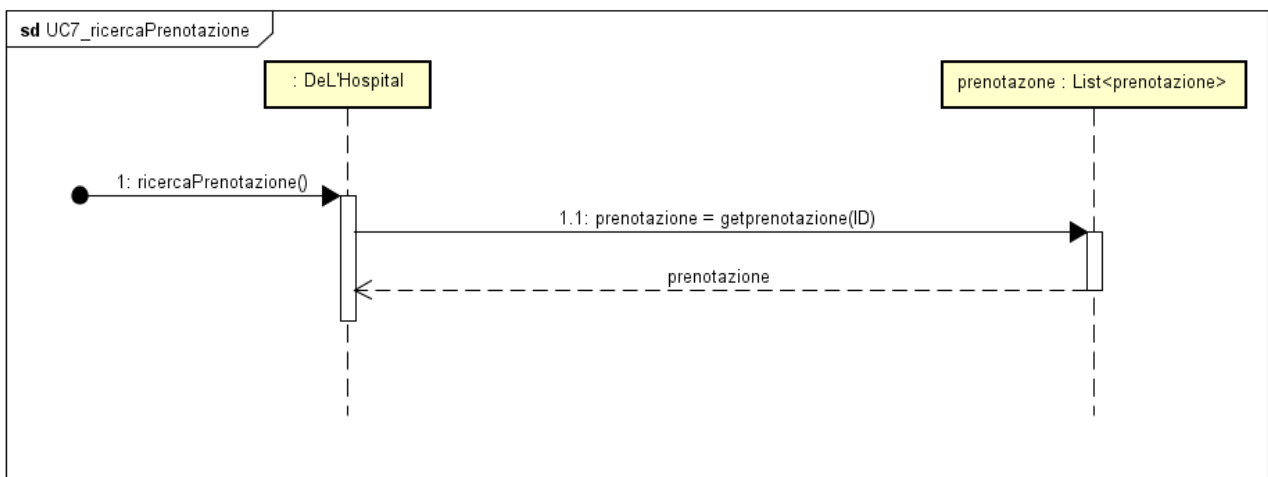 sd UC7_ricercaPrenotazione
: DeL'Hospital
prenotazone : List<prenotazione>
1: ricercaPrenotazione()
1.1: prenotazione = getprenotazione(ID)
prenotazione